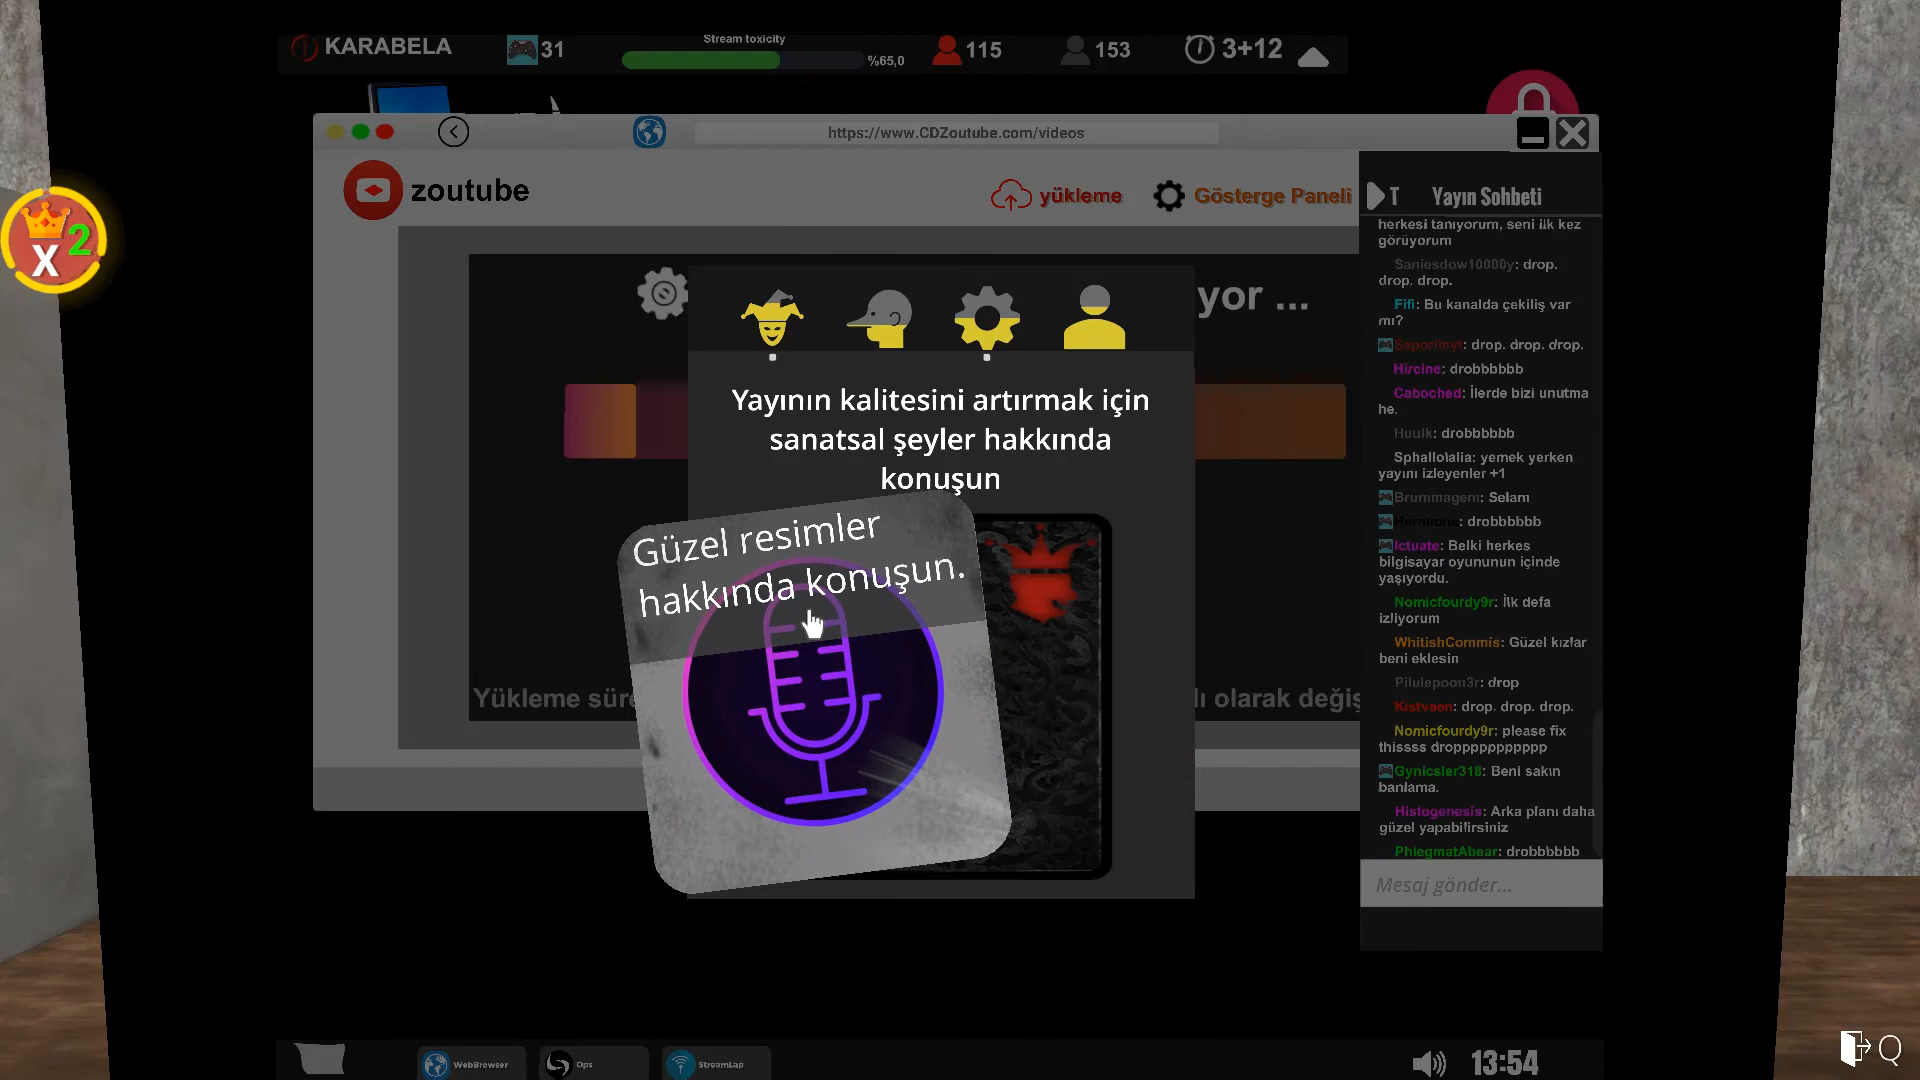 KARABELA
31
Stream toxicity
%65,0
115
153
3+12
https://www.CDZoutube.com/videos
zoutube
yükleme
Gösterge Paneli
X 2
yor ...
Yayının kalitesini artırmak için
sanatsal şeyler hakkında
konuşun
Güzel resimler
hakkında konuşun.
Yükleme süre
lı olarak değiş
T Yayın Sohbeti
herkesi tanıyorum, seni ilk kez
görüyorum
Saniesdow10000y: drop.
drop. drop.
Fifi: Bu kanalda çekiliş var
mı?
Saporiinyt: drop. drop. drop.
Hircine: drobbbbbb
Caboched: İlerde bizi unutma
he.
Huulk: drobbbbbb
Sphallolalia: yemek yerken
yayını izleyenler +1
Brummagem: Selam
Hermione: drobbbbbb
Ictuate: Belki herkes
bilgisayar oyununun içinde
yaşıyordu.
Nomicfourdy9r: İlk defa
izliyorum
WhitishCommis: Güzel kızlar
beni eklesin
Pilulepoon3r: drop
Kistvaen: drop. drop. drop.
Nomicfourdy9r: please fix
thissss droppppppppppp
Gynicsler318: Beni sakın
banlama.
Histogenesis: Arka planı daha
güzel yapabilirsiniz
PhlegmatAbear: drobbbbbb
Mesaj gönder...
WebBrowser
Ops
StreamLap
13:54
Q